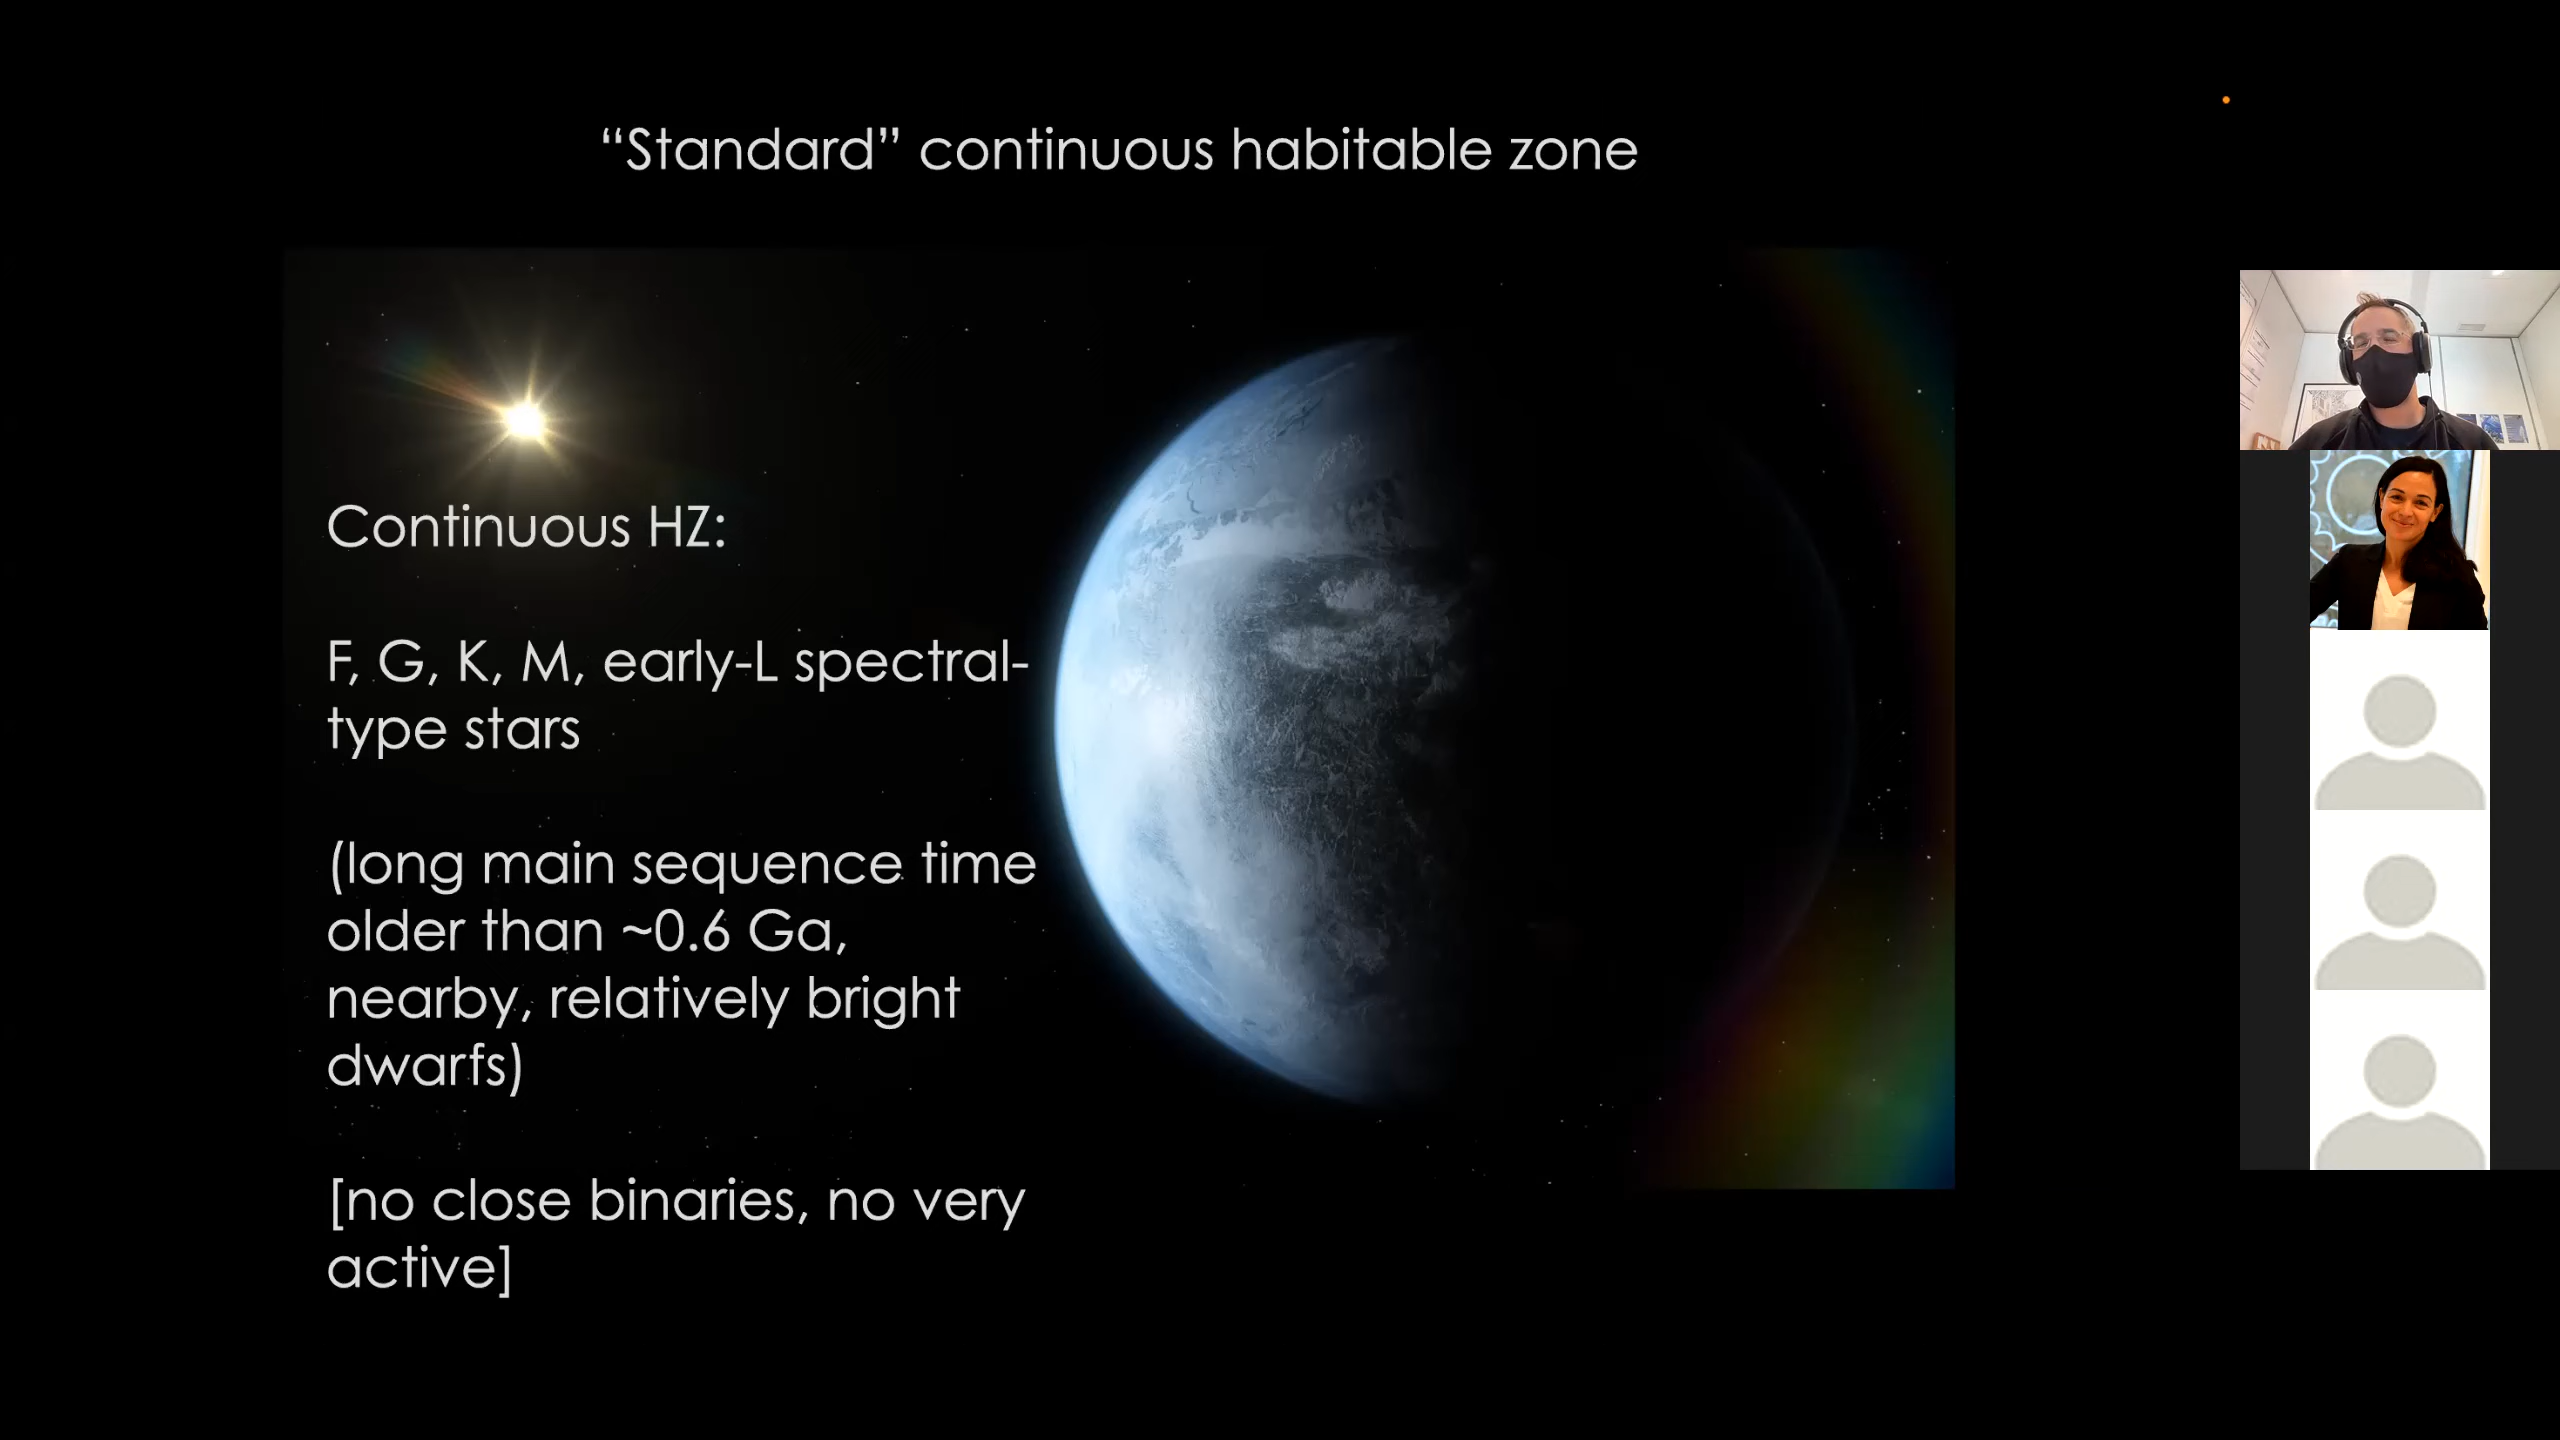 “Standard” continuous habitable zone
Continuous HZ:
F, G, K, M, early-L spectral-
type stars
(long main sequence time
older than ~0.6 Ga,
nearby, relatively bright
dwarfs)
[no close binaries, no very
active]